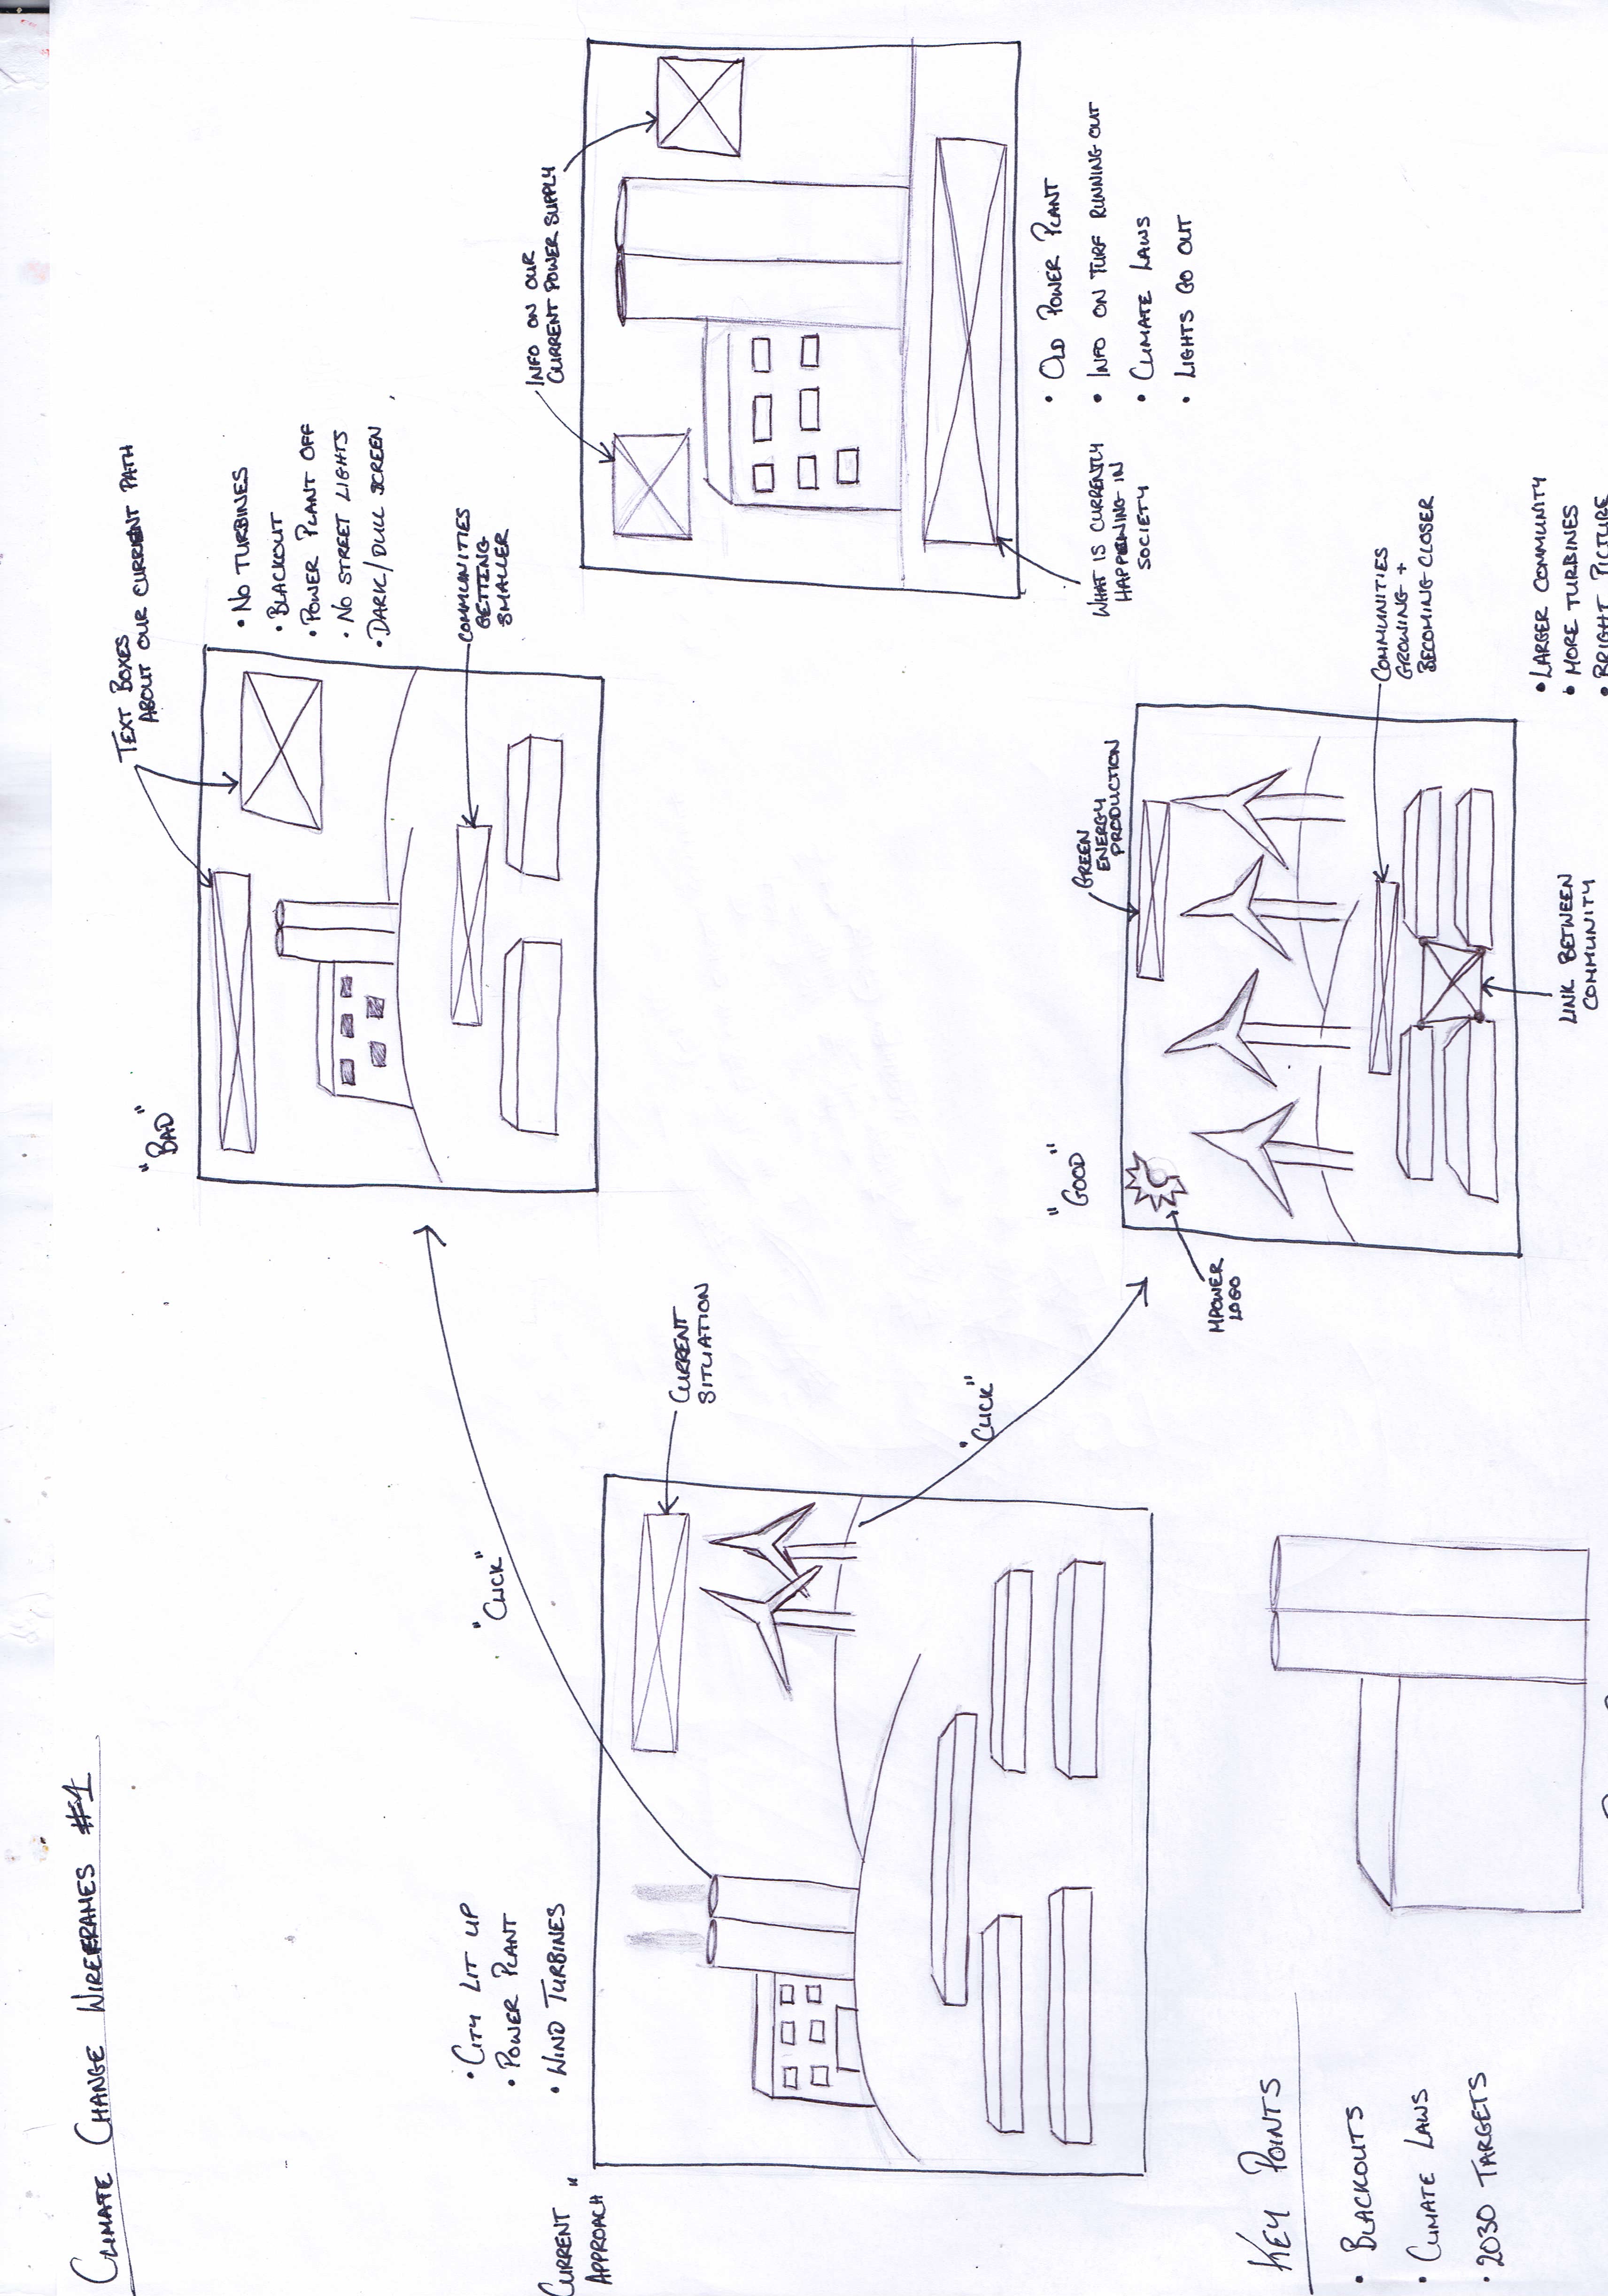 CLIMATE CHANGE WIREFRAMES #1
"BAD"
TEXT BOXES
ABOUT OUR CURRENT PATH
• NO TURBINES
• BLACKOUT
• POWER PLANT OFF
• NO STREET LIGHTS
• DARK/DULL SCREEN
COMMUNITIES
GETTING
SMALLER
• CITY LIT UP
• POWER PLANT
• WIND TURBINES
CURRENT
APPROACH"
"CLICK"
CURRENT
SITUATION
INFO ON OUR
CURRENT POWER SUPPLY
WHAT IS CURRENTLY
HAPPENING IN
SOCIETY
• OLD POWER PLANT
• INFO ON TURF RUNNING OUT
• CLIMATE LAWS
• LIGHTS GO OUT
"CLICK"
"GOOD"
GREEN
ENERGY
PRODUCTION
MPOWER
LOGO
COMMUNITIES
GROWING +
BECOMING CLOSER
LINK BETWEEN
COMMUNITY
• LARGER COMMUNITY
• MORE TURBINES
• BRIGHT PICTURE
KEY POINTS
• BLACKOUTS
• CLIMATE LAWS
• 2030 TARGETS